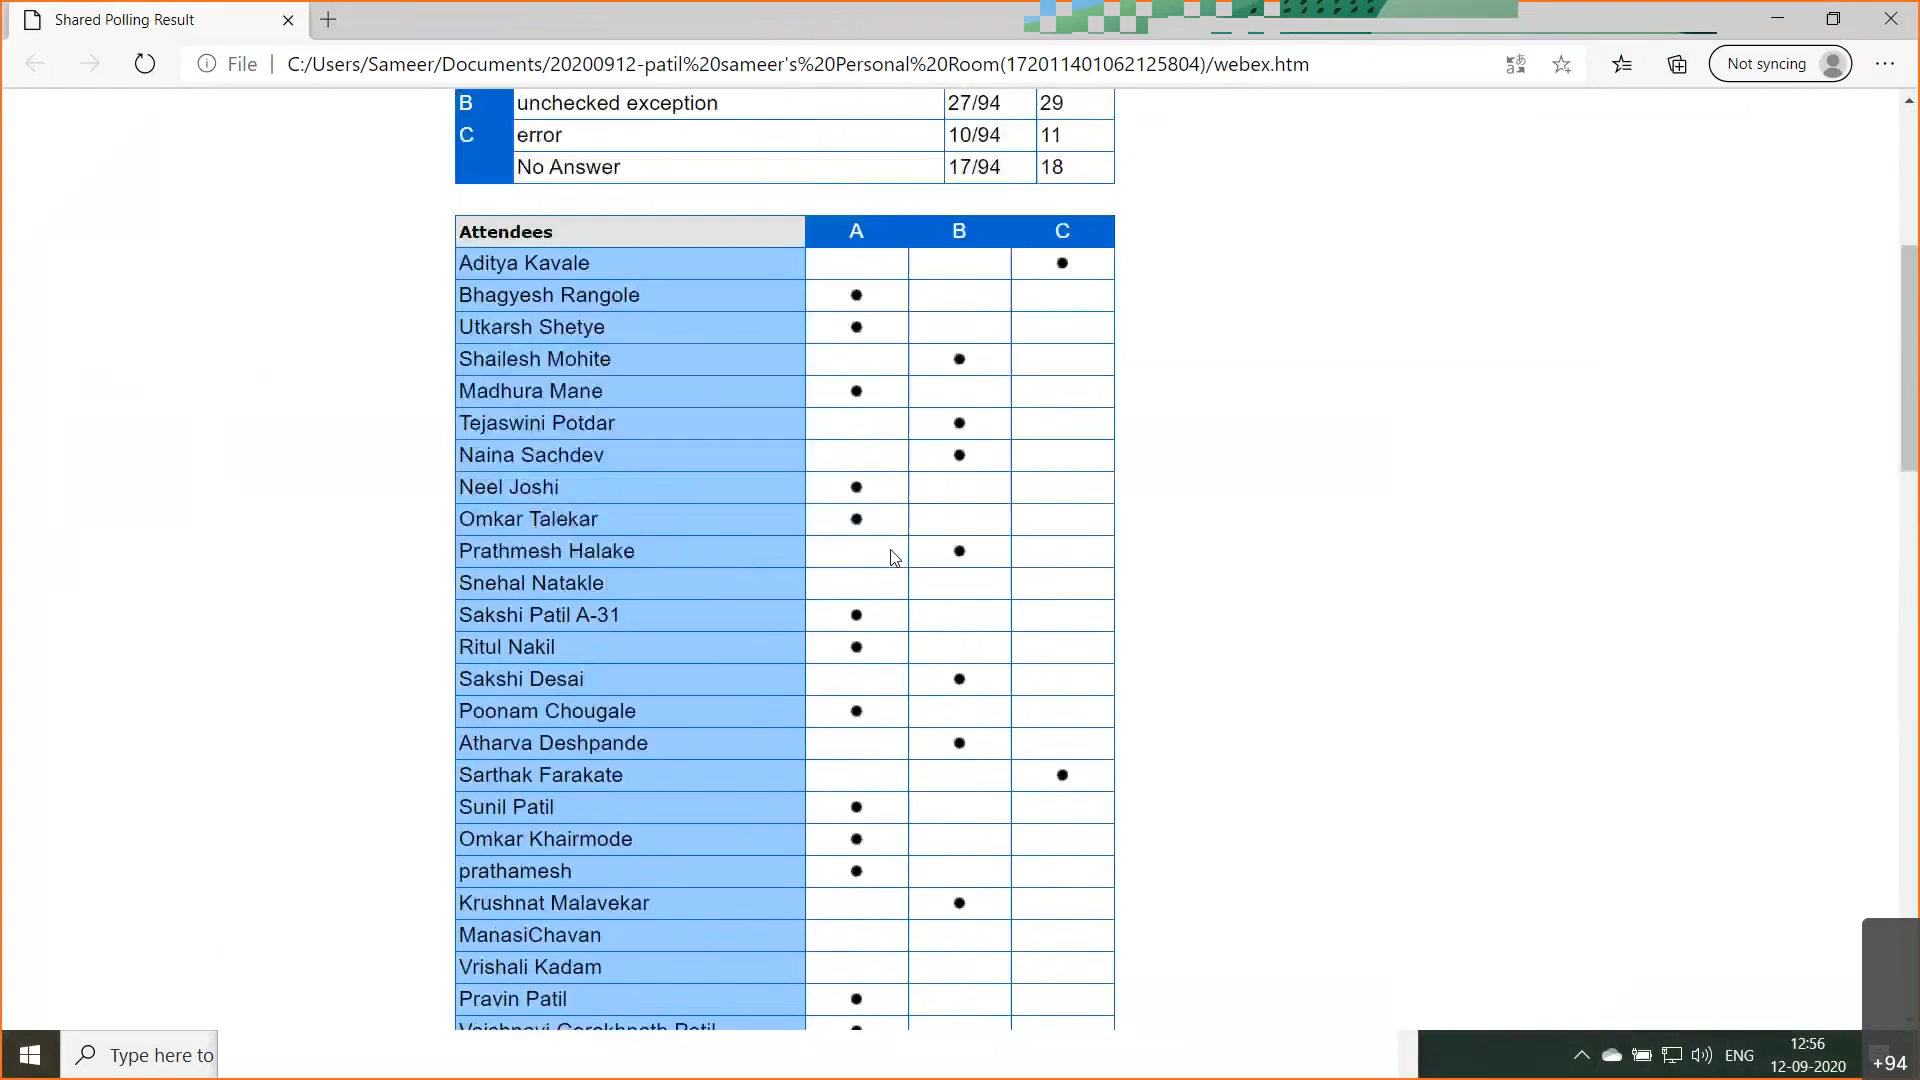 Shared Polling Result
File C:/Users/Sameer/Documents/20200912-patil%20sameer's%20Personal%20Room(172011401062125804)/webex.htm Not syncing
B unchecked exception 27/94 29
C error 10/94 11
No Answer 17/94 18
Attendees A B C
Aditya Kavale
Bhagyesh Rangole
Utkarsh Shetye
Shailesh Mohite
Madhura Mane
Tejaswini Potdar
Naina Sachdev
Neel Joshi
Omkar Talekar
Prathmesh Halake
Snehal Natakle
Sakshi Patil A-31
Ritul Nakil
Sakshi Desai
Poonam Chougale
Atharva Deshpande
Sarthak Farakate
Sunil Patil
Omkar Khairmode
prathamesh
Krushnat Malavekar
ManasiChavan
Vrishali Kadam
Pravin Patil
Vaishnavi Gorakhnath Patil
Type here to ENG 12:56
12-09-2020 +94